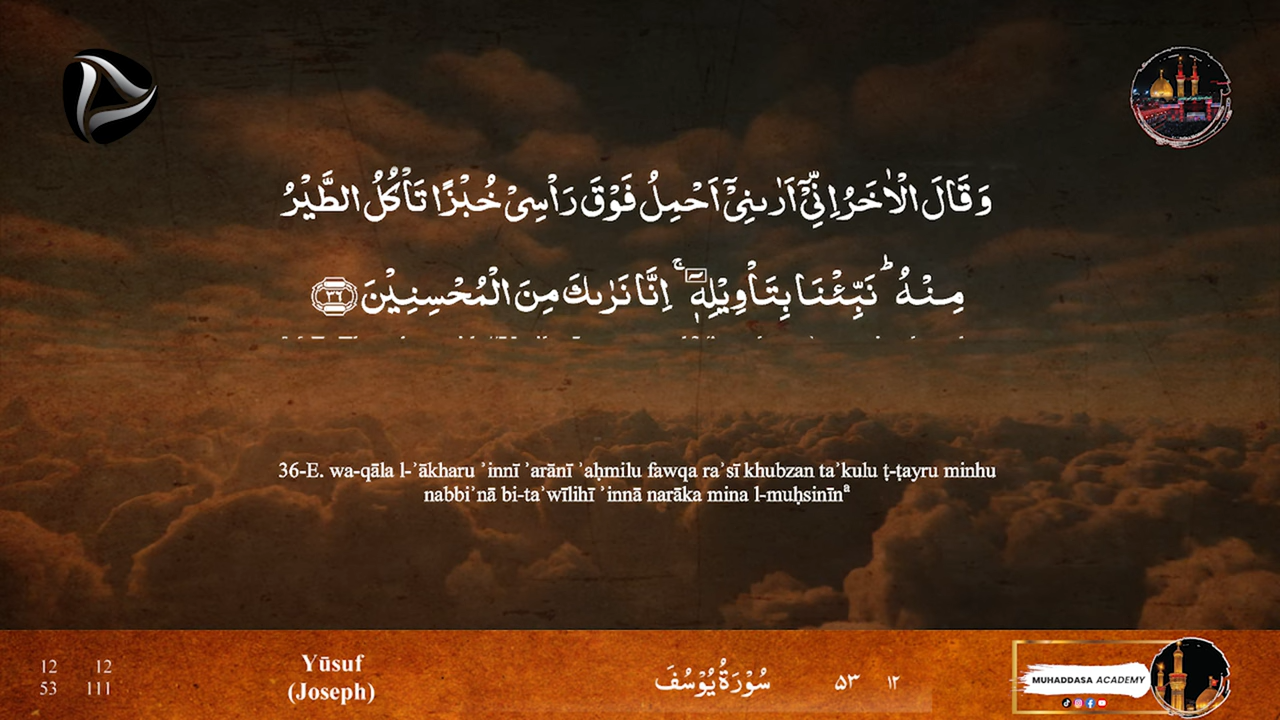 وَقَالَ الْاٰخَرُ اِنِّیْۤ اَرٰىنِیْۤ اَحْمِلُ فَوْقَ رَاْسِیْ خُبْزًا تَاْكُلُ الطَّیْرُ
مِنْهُ ؕ نَبِّئْنَا بِتَاْوِیْلِهٖ ۚ اِنَّا نَرٰىكَ مِنَ الْمُحْسِنِیْنَ ۝۳۶
36-E. wa-qāla l-ʾākharu ʾinnī ʾarānī ʾaḥmilu fawqa raʾsī khubzan taʾkulu ṭ-ṭayru minhu
nabbiʾnā bi-taʾwīlihī ʾinnā narāka mina l-muḥsinīnᵃ
12 12
53 111
Yūsuf
(Joseph)
سُوْرَةُ يُوْسُفَ
۵۳ ۱۲
MUHADDASA ACADEMY